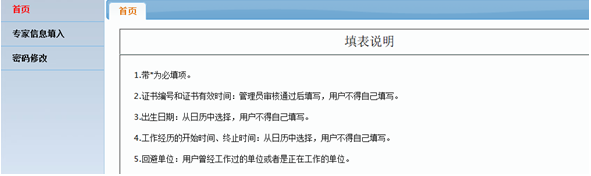 首页
专家信息填入
密码修改
首页
填表说明
1.带*为必填项。
2.证书编号和证书有效时间：管理员审核通过后填写，用户不得自己填写。
3.出生日期：从日历中选择，用户不得自己填写。
4.工作经历的开始时间、终止时间：从日历中选择，用户不得自己填写。
5.回避单位：用户曾经工作过的单位或者是正在工作的单位。